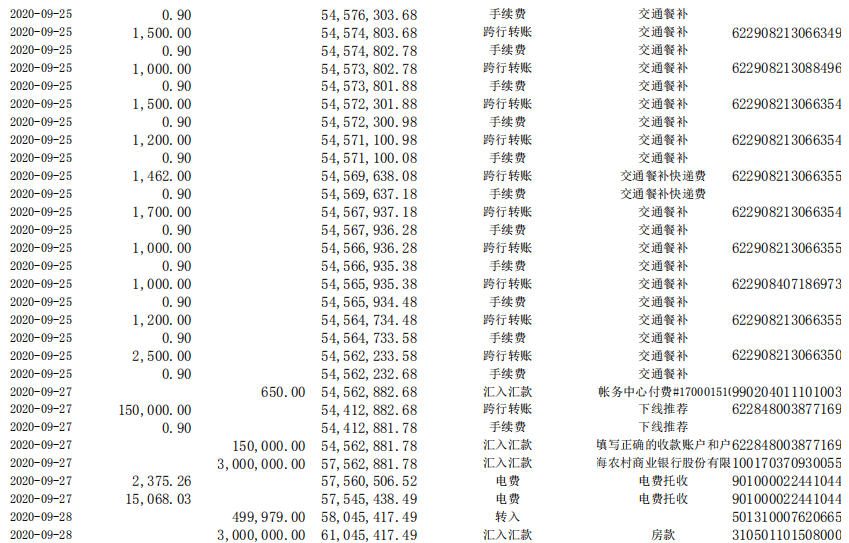 2020-09-25 0.90 54,576,303.68 手续费 交通餐补
2020-09-25 1,500.00 54,574,803.68 跨行转账 交通餐补 622908213066349
2020-09-25 0.90 54,574,802.78 手续费 交通餐补
2020-09-25 1,000.00 54,573,802.78 跨行转账 交通餐补 622908213088496
2020-09-25 0.90 54,573,801.88 手续费 交通餐补
2020-09-25 1,500.00 54,572,301.88 跨行转账 交通餐补 622908213066354
2020-09-25 0.90 54,572,300.98 手续费 交通餐补
2020-09-25 1,200.00 54,571,100.98 跨行转账 交通餐补 622908213066354
2020-09-25 0.90 54,571,100.08 手续费 交通餐补
2020-09-25 1,462.00 54,569,638.08 跨行转账 交通餐补快递费 622908213066355
2020-09-25 0.90 54,569,637.18 手续费 交通餐补快递费
2020-09-25 1,700.00 54,567,937.18 跨行转账 交通餐补 622908213066354
2020-09-25 0.90 54,567,936.28 手续费 交通餐补
2020-09-25 1,000.00 54,566,936.28 跨行转账 交通餐补 622908213066355
2020-09-25 0.90 54,566,935.38 手续费 交通餐补
2020-09-25 1,000.00 54,565,935.38 跨行转账 交通餐补 622908407186973
2020-09-25 0.90 54,565,934.48 手续费 交通餐补
2020-09-25 1,200.00 54,564,734.48 跨行转账 交通餐补 622908213066355
2020-09-25 0.90 54,564,733.58 手续费 交通餐补
2020-09-25 2,500.00 54,562,233.58 跨行转账 交通餐补 622908213066350
2020-09-25 0.90 54,562,232.68 手续费 交通餐补
2020-09-27 650.00 54,562,882.68 汇入汇款 帐务中心付费#17000151 990204011101003
2020-09-27 150,000.00 54,412,882.68 跨行转账 下线推荐 622848003877169
2020-09-27 0.90 54,412,881.78 手续费 下线推荐
2020-09-27 150,000.00 54,562,881.78 汇入汇款 填写正确的收款账户和户 622848003877169
2020-09-27 3,000,000.00 57,562,881.78 汇入汇款 海农村商业银行股份有限 100170370930055
2020-09-27 2,375.26 57,560,506.52 电费 电费托收 901000022441044
2020-09-27 15,068.03 57,545,438.49 电费 电费托收 901000022441044
2020-09-28 499,979.00 58,045,417.49 转入 501310007620665
2020-09-28 3,000,000.00 61,045,417.49 汇入汇款 房款 310501101508000